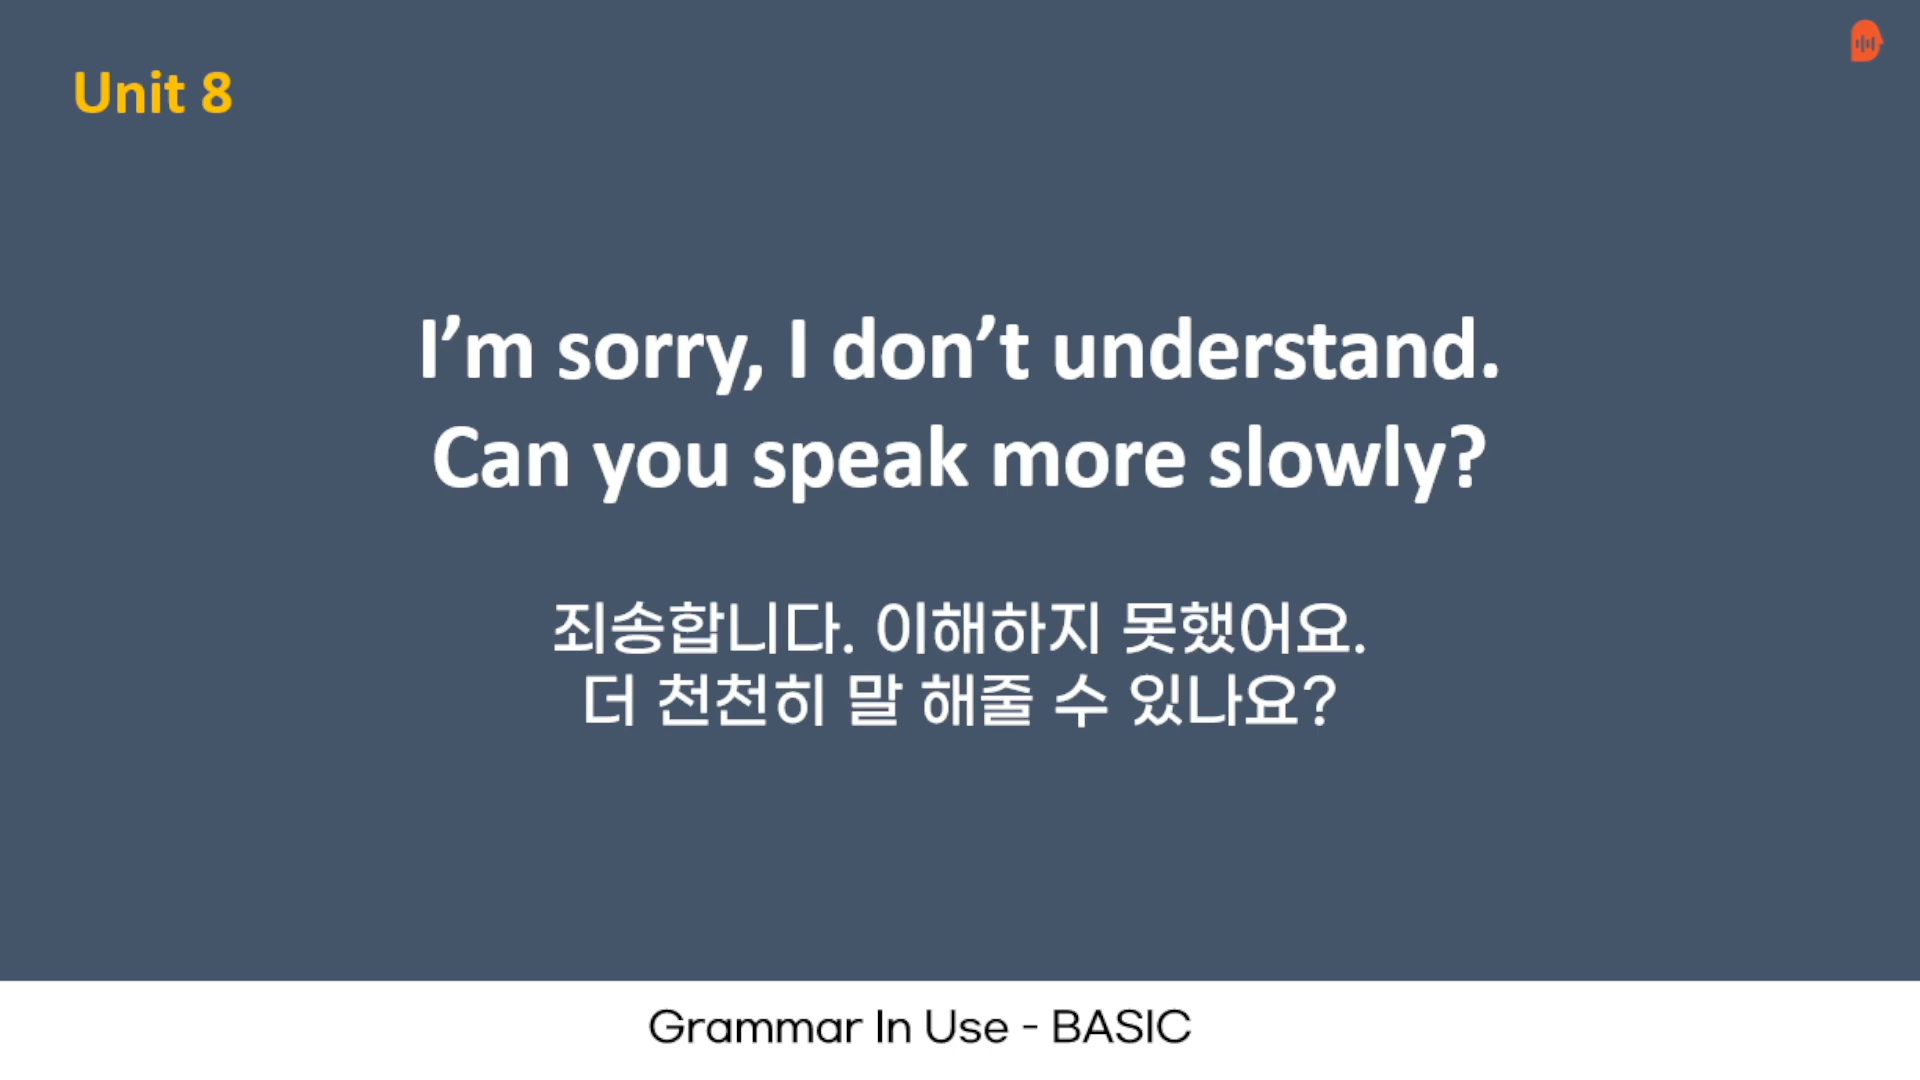 Unit 8
I’m sorry, I don’t understand.
Can you speak more slowly?
죄송합니다. 이해하지 못했어요.
더 천천히 말 해줄 수 있나요?
Grammar In Use - BASIC